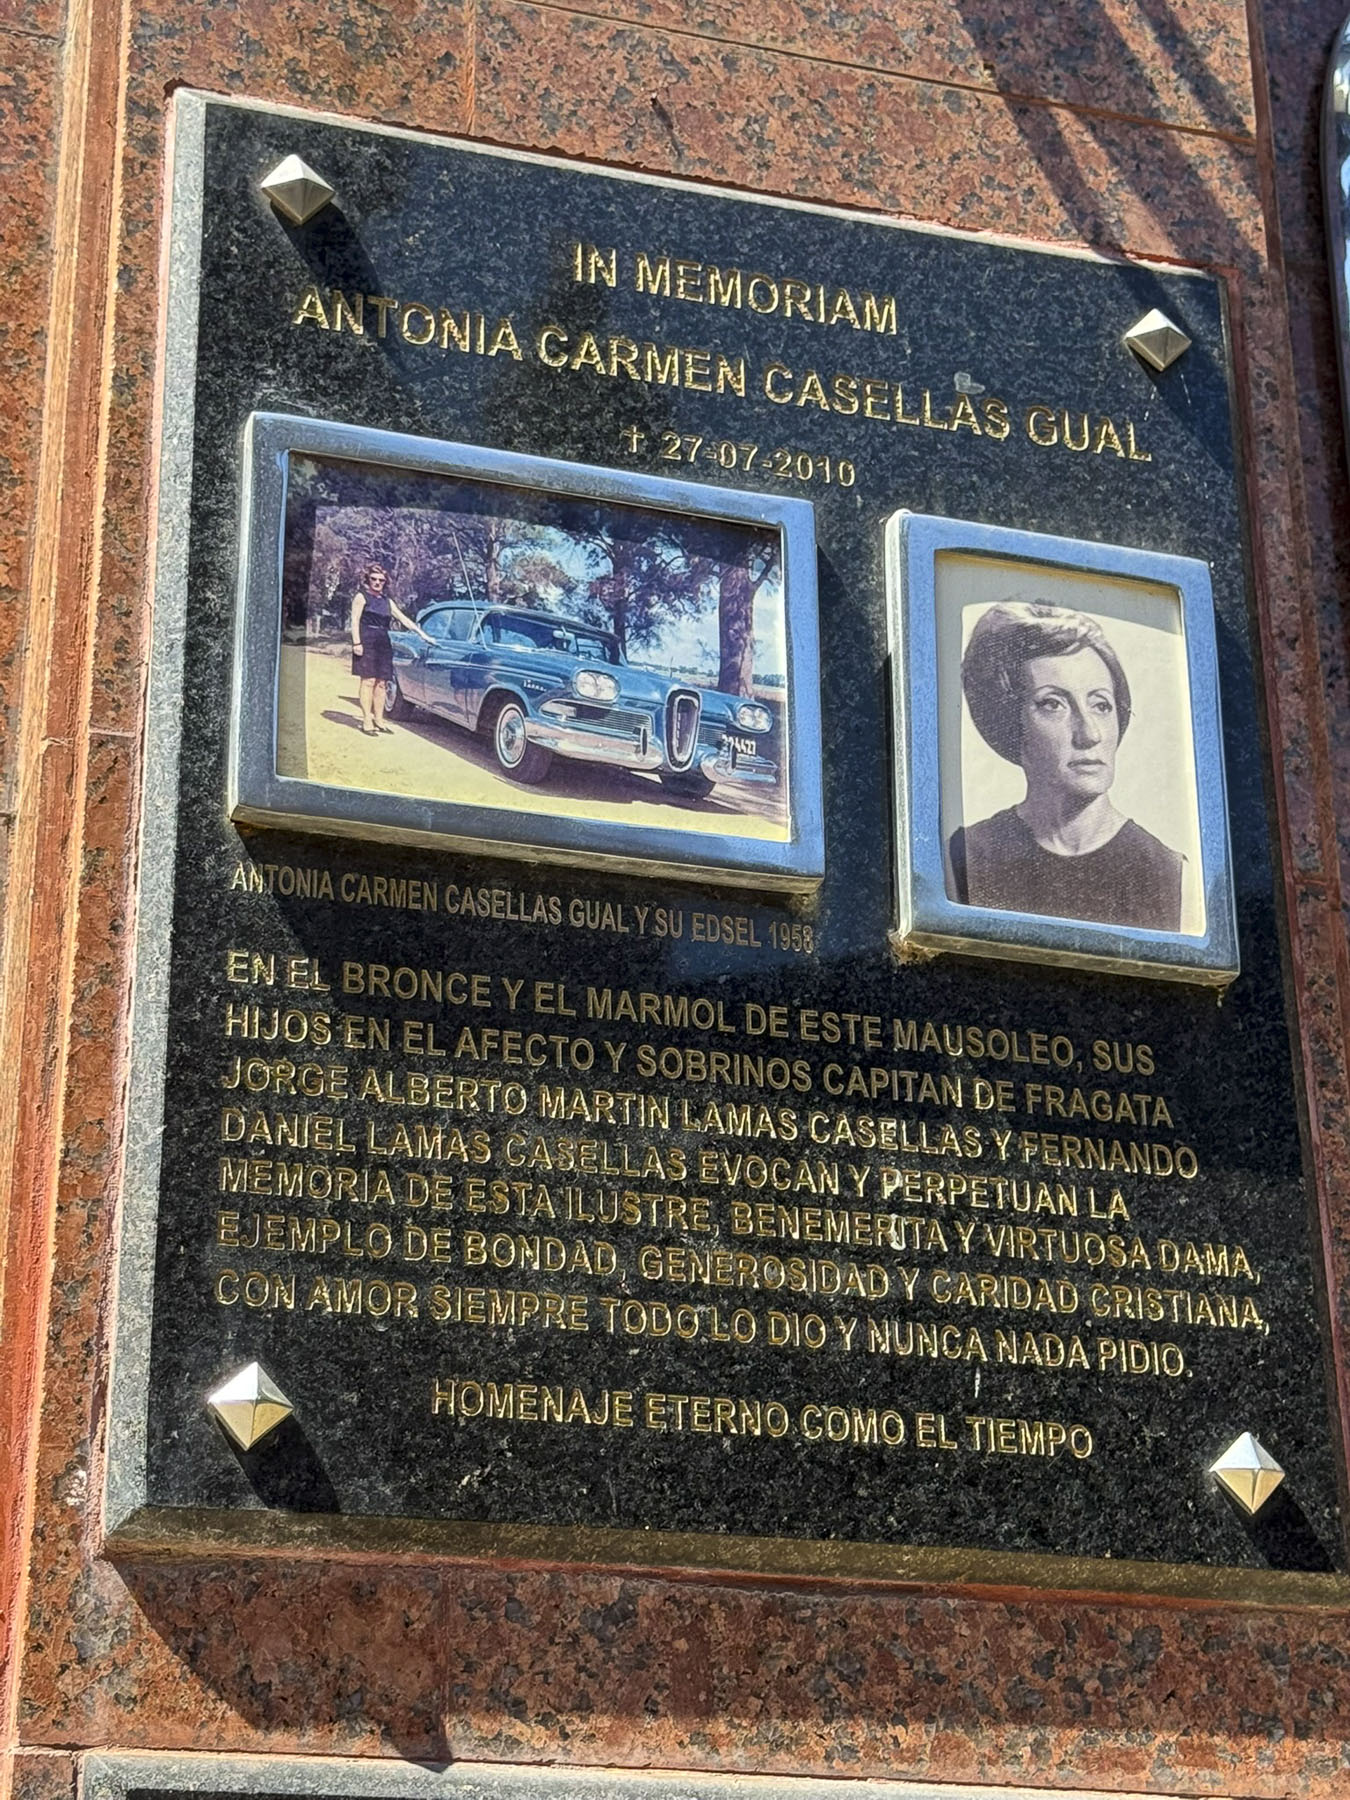 IN MEMORIAM
ANTONIA CARMEN CASELLAS GUAL
✝ 27-07-2010
ANTONIA CARMEN CASELLAS GUAL Y SU EDSEL 1958
EN EL BRONCE Y EL MARMOL DE ESTE MAUSOLEO, SUS
HIJOS EN EL AFECTO Y SOBRINOS CAPITAN DE FRAGATA
JORGE ALBERTO MARTIN LAMAS CASELLAS Y FERNANDO
DANIEL LAMAS CASELLAS EVOCAN Y PERPETUAN LA
MEMORIA DE ESTA ILUSTRE, BENEMERITA Y VIRTUOSA DAMA,
EJEMPLO DE BONDAD, GENEROSIDAD Y CARIDAD CRISTIANA,
CON AMOR SIEMPRE TODO LO DIO Y NUNCA NADA PIDIO.
HOMENAJE ETERNO COMO EL TIEMPO